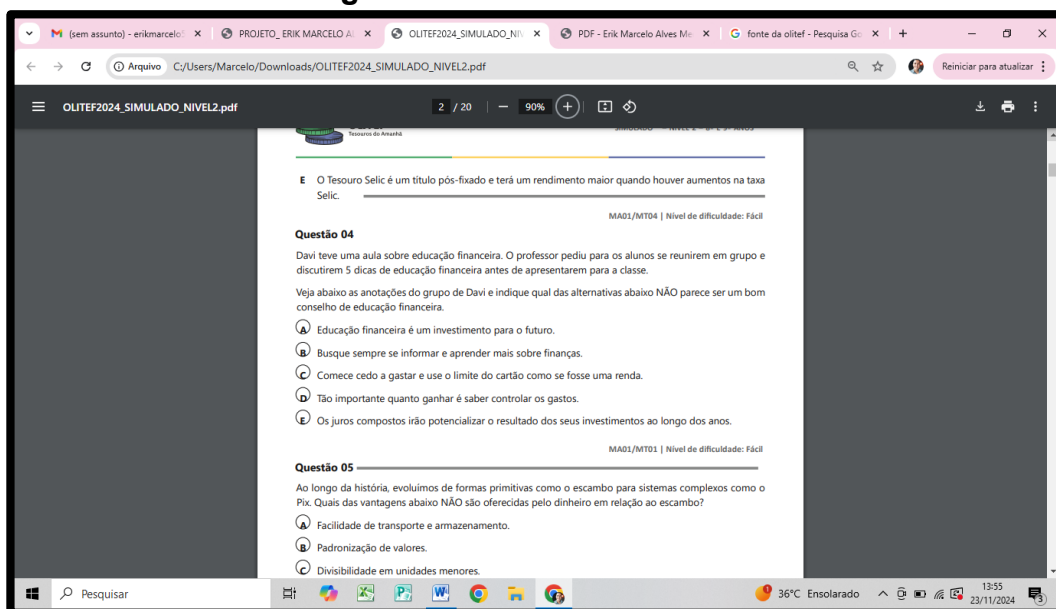 (sem assunto) - erikmarcelo
PROJETO_ERIK MARCELO AL
OLITEF2024_SIMULADO_NIV
PDF - Erik Marcelo Alves Me
fonte da olitef - Pesquisa Go
Arquivo C:/Users/Marcelo/Downloads/OLITEF2024_SIMULADO_NIVEL2.pdf
Reiniciar para atualizar
OLITEF2024_SIMULADO_NIVEL2.pdf
2 / 20
90%
Tesouros do Amanhã
E O Tesouro Selic é um título pós-fixado e terá um rendimento maior quando houver aumentos na taxa
Selic.
MA01/MT04 | Nível de dificuldade: Fácil
Questão 04
Davi teve uma aula sobre educação financeira. O professor pediu para os alunos se reunirem em grupo e
discutirem 5 dicas de educação financeira antes de apresentarem para a classe.
Veja abaixo as anotações do grupo de Davi e indique qual das alternativas abaixo NÃO parece ser um bom
conselho de educação financeira.
A Educação financeira é um investimento para o futuro.
B Busque sempre se informar e aprender mais sobre finanças.
C Comece cedo a gastar e use o limite do cartão como se fosse uma renda.
D Tão importante quanto ganhar é saber controlar os gastos.
E Os juros compostos irão potencializar o resultado dos seus investimentos ao longo dos anos.
MA01/MT01 | Nível de dificuldade: Fácil
Questão 05
Ao longo da história, evoluímos de formas primitivas como o escambo para sistemas complexos como o
Pix. Quais das vantagens abaixo NÃO são oferecidas pelo dinheiro em relação ao escambo?
A Facilidade de transporte e armazenamento.
B Padronização de valores.
C Divisibilidade em unidades menores.
Pesquisar
36°C Ensolarado
13:55
23/11/2024
3